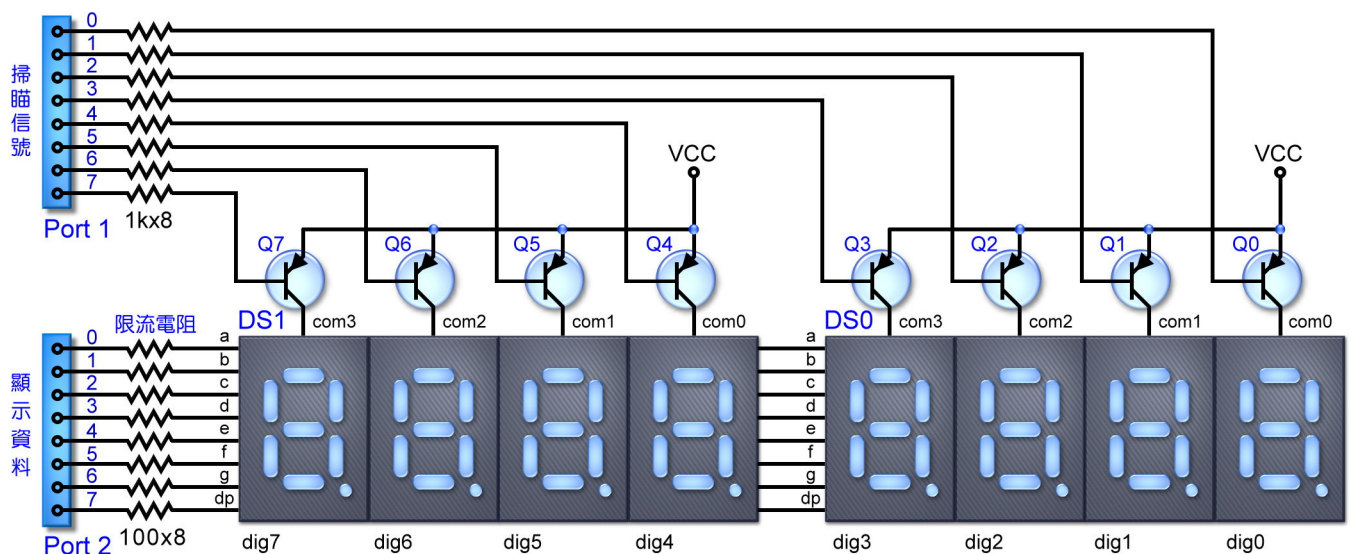 掃瞄信號
0
1
2
3
4
5
6
7
1kx8
Port 1
VCC
VCC
Q7
Q6
Q5
Q4
Q3
Q2
Q1
Q0
DS1
com3
com2
com1
com0
DS0
com3
com2
com1
com0
顯示資料
限流電阻
0
1
2
3
4
5
6
7
a
b
c
d
e
f
g
dp
a
b
c
d
e
f
g
dp
100x8
Port 2
dig7
dig6
dig5
dig4
dig3
dig2
dig1
dig0